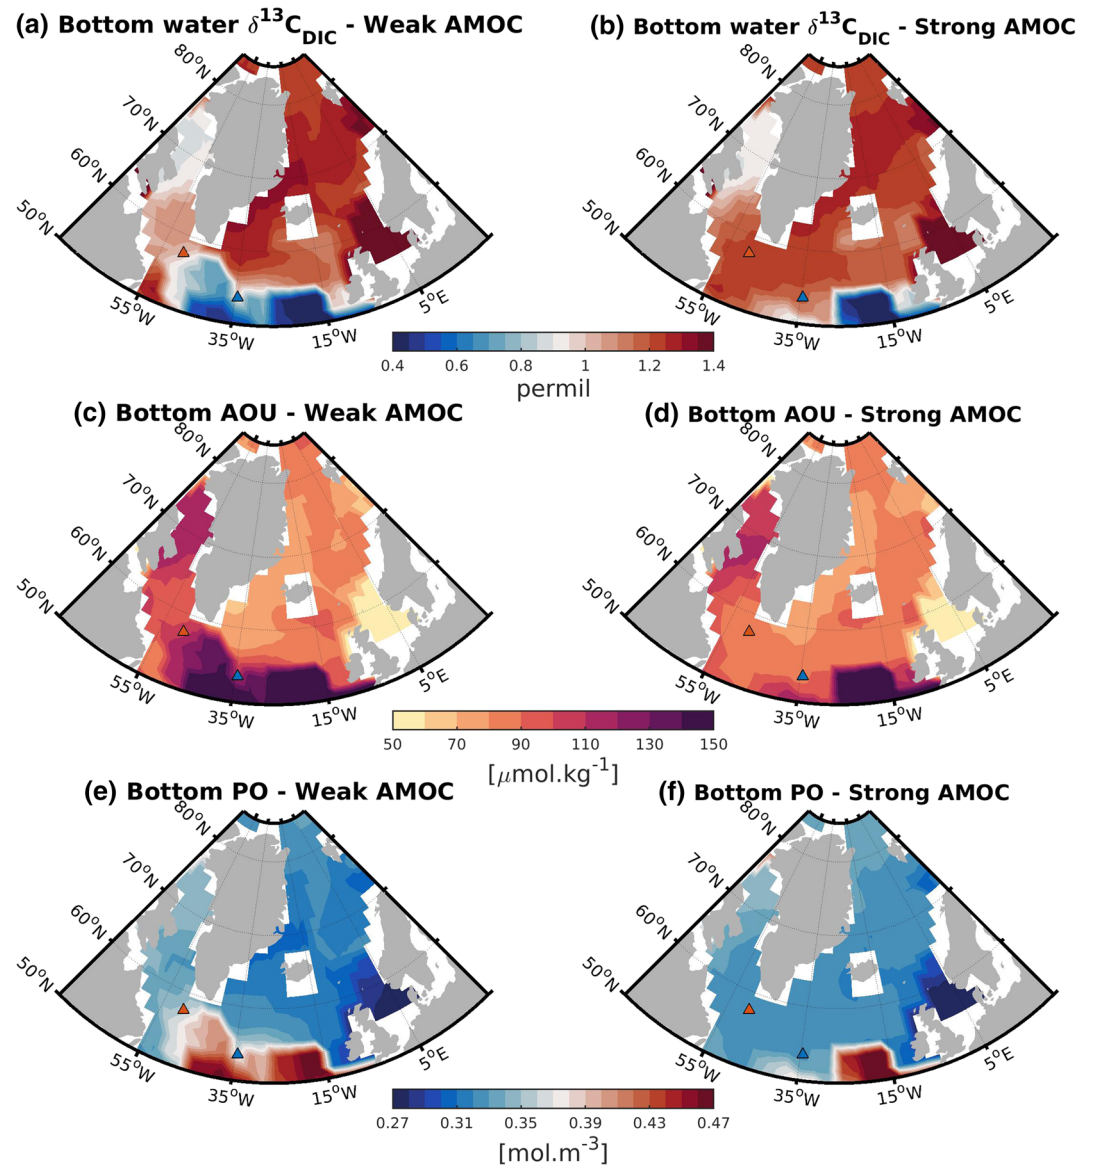 (a) Bottom water δ¹³C_DIC - Weak AMOC
(b) Bottom water δ¹³C_DIC - Strong AMOC
80°N
70°N
60°N
50°N
55°W
35°W
15°W
5°E
80°N
70°N
60°N
50°N
55°W
35°W
15°W
5°E
0.4 0.6 0.8 1 1.2 1.4
permil
(c) Bottom AOU - Weak AMOC
(d) Bottom AOU - Strong AMOC
80°N
70°N
60°N
50°N
55°W
35°W
15°W
5°E
80°N
70°N
60°N
50°N
55°W
35°W
15°W
5°E
50 70 90 110 130 150
[μmol.kg⁻¹]
(e) Bottom PO - Weak AMOC
(f) Bottom PO - Strong AMOC
80°N
70°N
60°N
50°N
55°W
35°W
15°W
5°E
80°N
70°N
60°N
50°N
55°W
35°W
15°W
5°E
0.27 0.31 0.35 0.39 0.43 0.47
[mol.m⁻³]